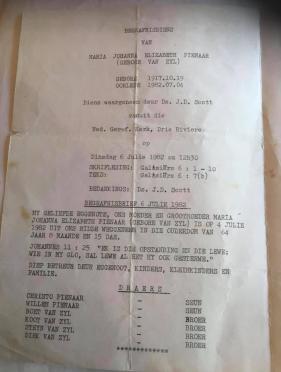 BEGRAFNISDIENS
VAN
MARIA JOHANNA ELIZABETH PIENAAR
(GEBORE VAN ZYL)
GEBORE 1917.10.19
OORLEDE 1982.07.04
Diens waargeneem deur Ds. J.D. Scott
vanuit die
Ned. Geref. Kerk, Drie Riviere
op
Dinsdag 6 Julie 1982 om 12h30
SKRIFLESING: Galasiërs 6 : 1 - 10
TEKS: Galasiërs 6 : 7(b)
BEDANKINGS: Ds. J.D. Scott
BEGRAFNISBRIEF 6 JULIE 1982
MY GELIEFDE EGGENOTE, ONS MOEDER EN GROOTMOEDER MARIA
JOHANNA ELIZABETH PIENAAR (GEBORE VAN ZYL) IS OP 4 JULIE
1982 UIT ONS MIDDE WEGGENEEM IN DIE OUDERDOM VAN 64
JAAR 8 MAANDE EN 15 DAE.
JOHANNES 11 : 25 "EK IS DIE OPSTANDING EN DIE LEWE;
WIE IN MY GLO, SAL LEWE AL HET HY OOK GESTERWE."
DIEP BETREUR DEUR EGGENOOT, KINDERS, KLEINKINDERS EN
FAMILIE.
DRAERS
CHRISTO PIENAAR - SEUN
WILLEM PIENAAR - SEUN
BOET VAN ZYL - BROER
KOOT VAN ZYL - BROER
STEYN VAN ZYL - BROER
DIRK VAN ZYL - BROER